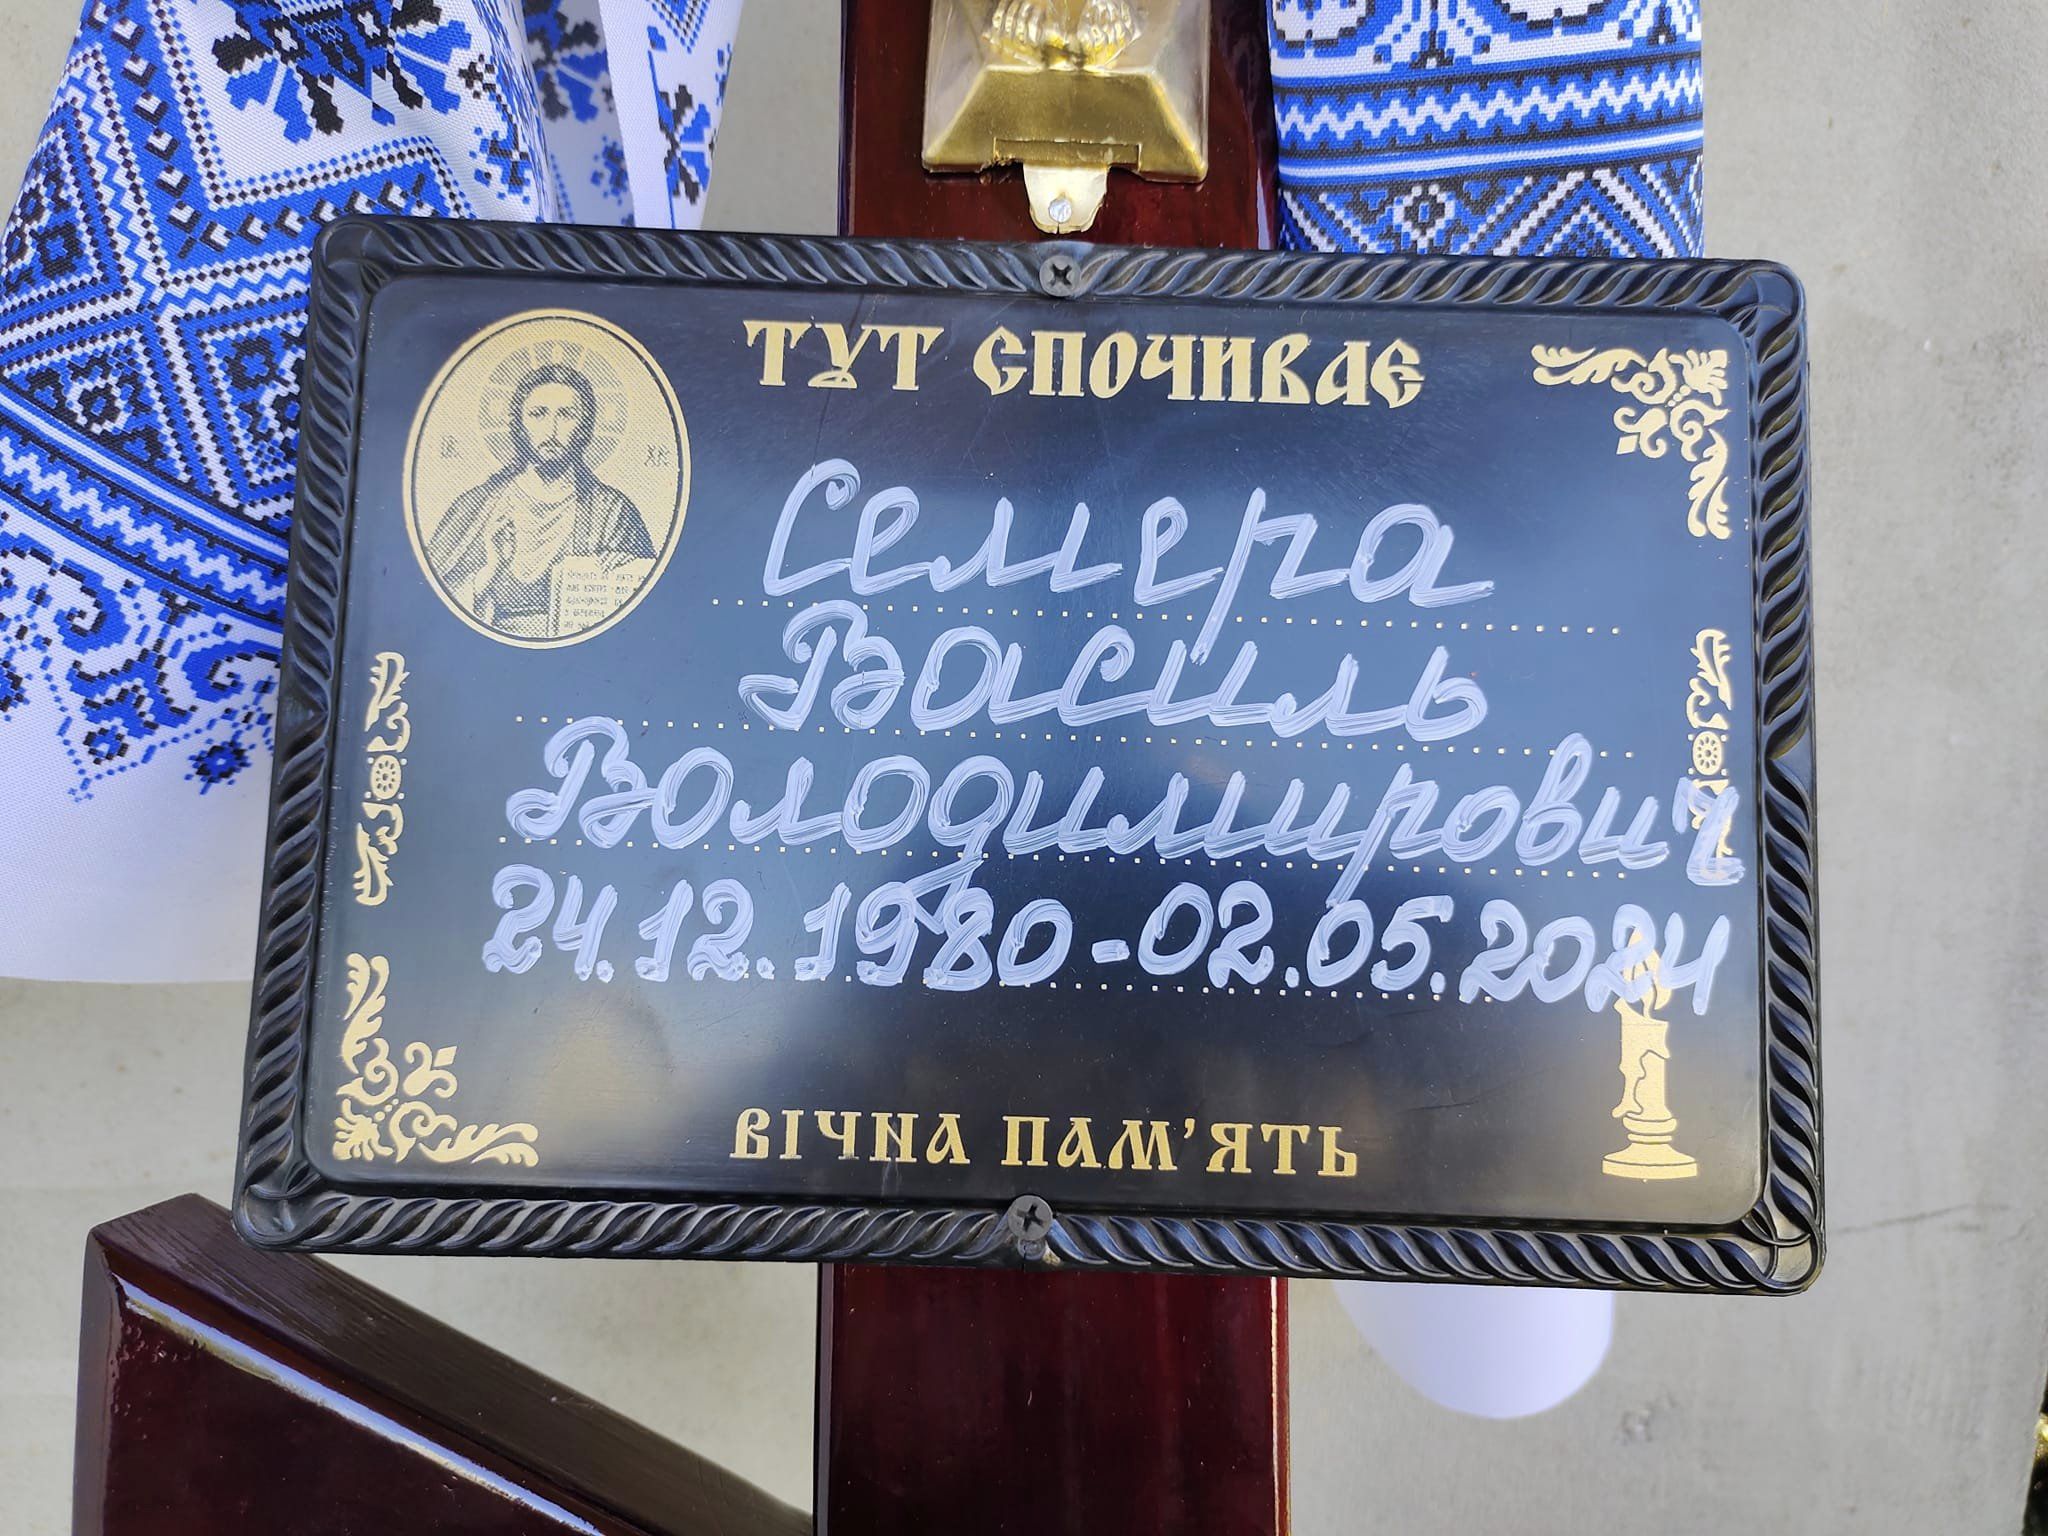 ТУТ СПОЧИВАЄ
Семера
Василь
Володимирович
24.12.1980-02.05.2024
ВІЧНА ПАМ'ЯТЬ